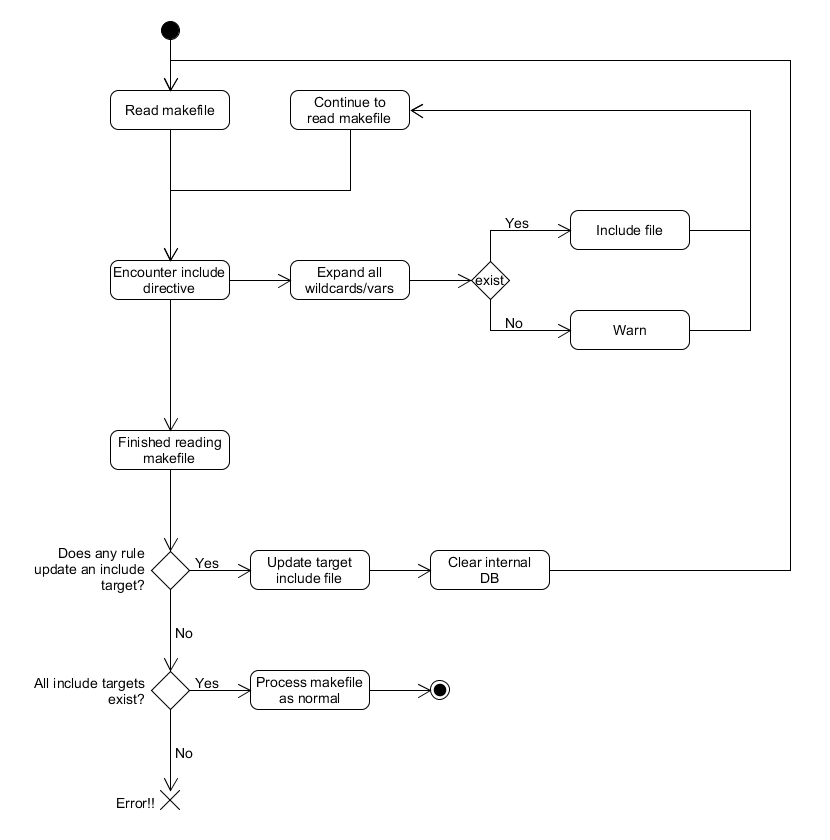 Read makefile
Continue to
read makefile
Yes
Include file
Encounter include
directive
Expand all
wildcards/vars
exist
No
Warn
Finished reading
makefile
Does any rule
update an include
target?
Yes
Update target
include file
Clear internal
DB
No
All include targets
exist?
Yes
Process makefile
as normal
No
Error!!